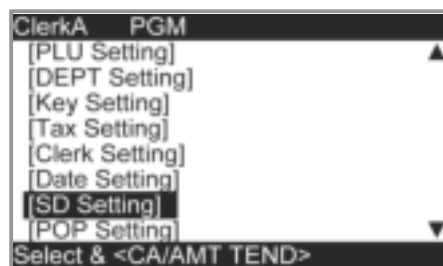 ClerkA PGM
[PLU Setting]
[DEPT Setting]
[Key Setting]
[Tax Setting]
[Clerk Setting]
[Date Setting]
[SD Setting]
[POP Setting]
Select & <CA/AMT TEND>